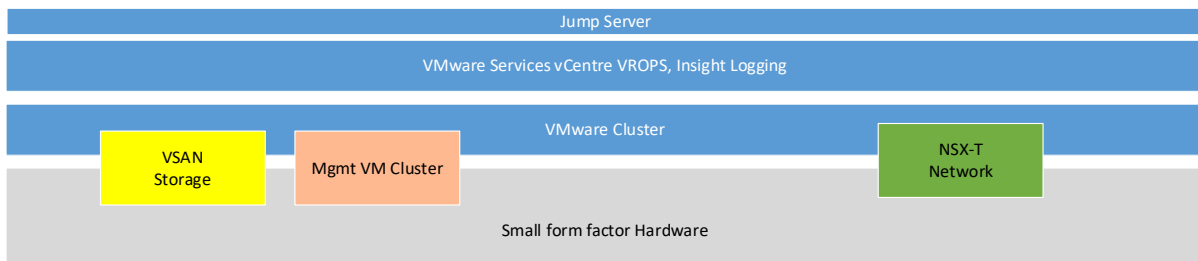 Jump Server
VMware Services vCentre VROPS, Insight Logging
VMware Cluster
VSAN
Storage
Mgmt VM Cluster
NSX-T
Network
Small form factor Hardware